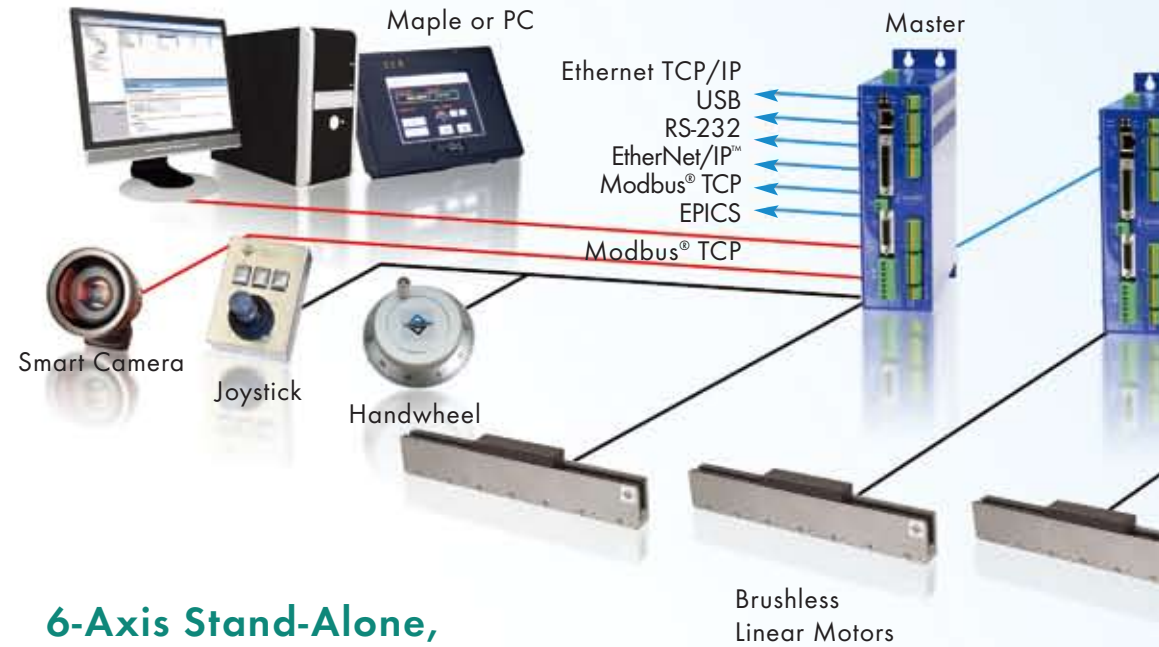 Maple or PC
Master
Ethernet TCP/IP
USB
RS-232
EtherNet/IP™
Modbus® TCP
EPICS
Modbus® TCP
Smart Camera
Joystick
Handwheel
Brushless
Linear Motors
6-Axis Stand-Alone,